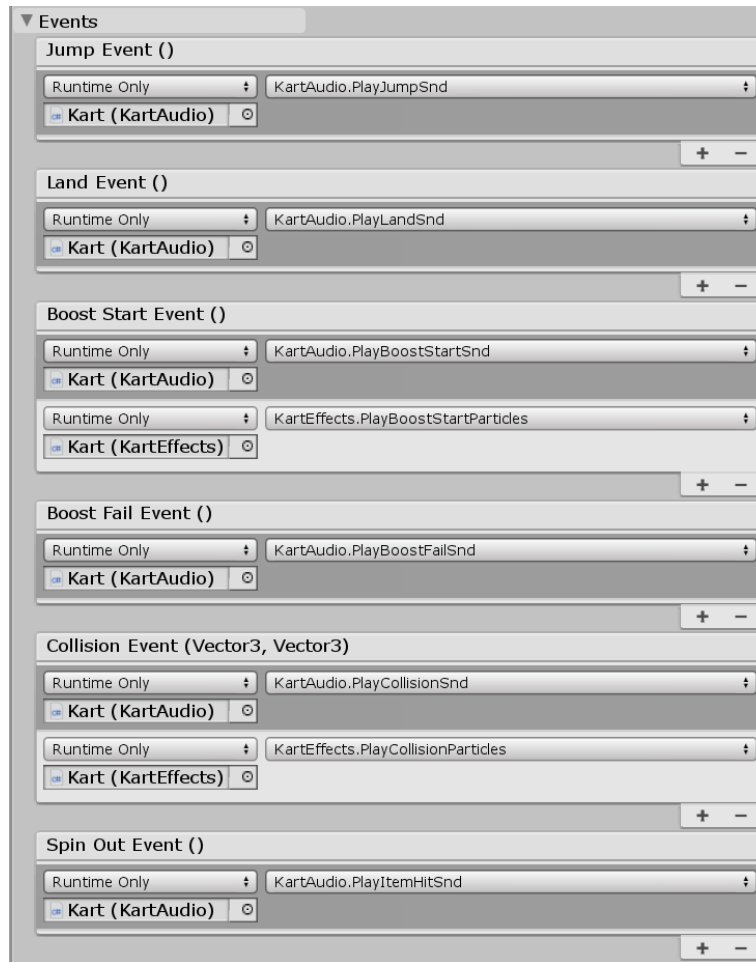 Events
Jump Event ()
Runtime Only KartAudio.PlayJumpSnd
Kart (KartAudio)
+ −
Land Event ()
Runtime Only KartAudio.PlayLandSnd
Kart (KartAudio)
+ −
Boost Start Event ()
Runtime Only KartAudio.PlayBoostStartSnd
Kart (KartAudio)
Runtime Only KartEffects.PlayBoostStartParticles
Kart (KartEffects)
+ −
Boost Fail Event ()
Runtime Only KartAudio.PlayBoostFailSnd
Kart (KartAudio)
+ −
Collision Event (Vector3, Vector3)
Runtime Only KartAudio.PlayCollisionSnd
Kart (KartAudio)
Runtime Only KartEffects.PlayCollisionParticles
Kart (KartEffects)
+ −
Spin Out Event ()
Runtime Only KartAudio.PlayItemHitSnd
Kart (KartAudio)
+ −